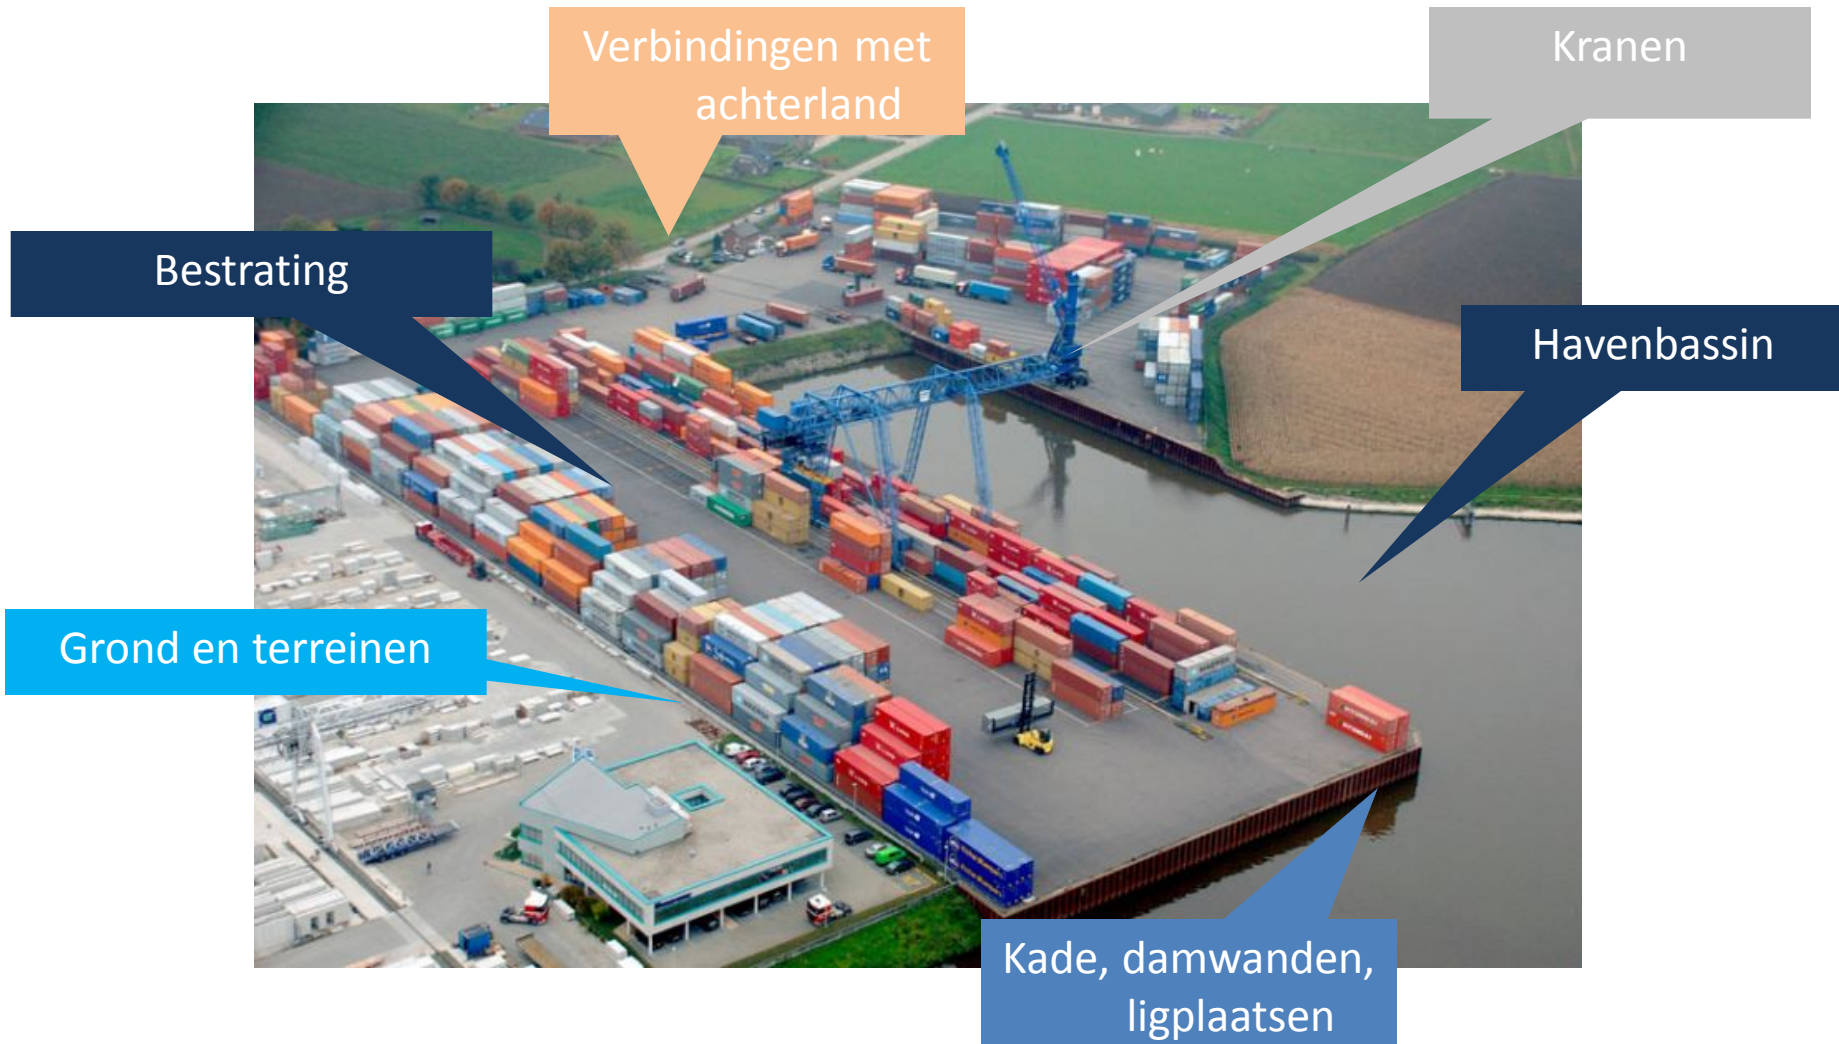 Verbindingen met
achterland
Kranen
Bestrating
Havenbassin
Grond en terreinen
Kade, damwanden,
ligplaatsen